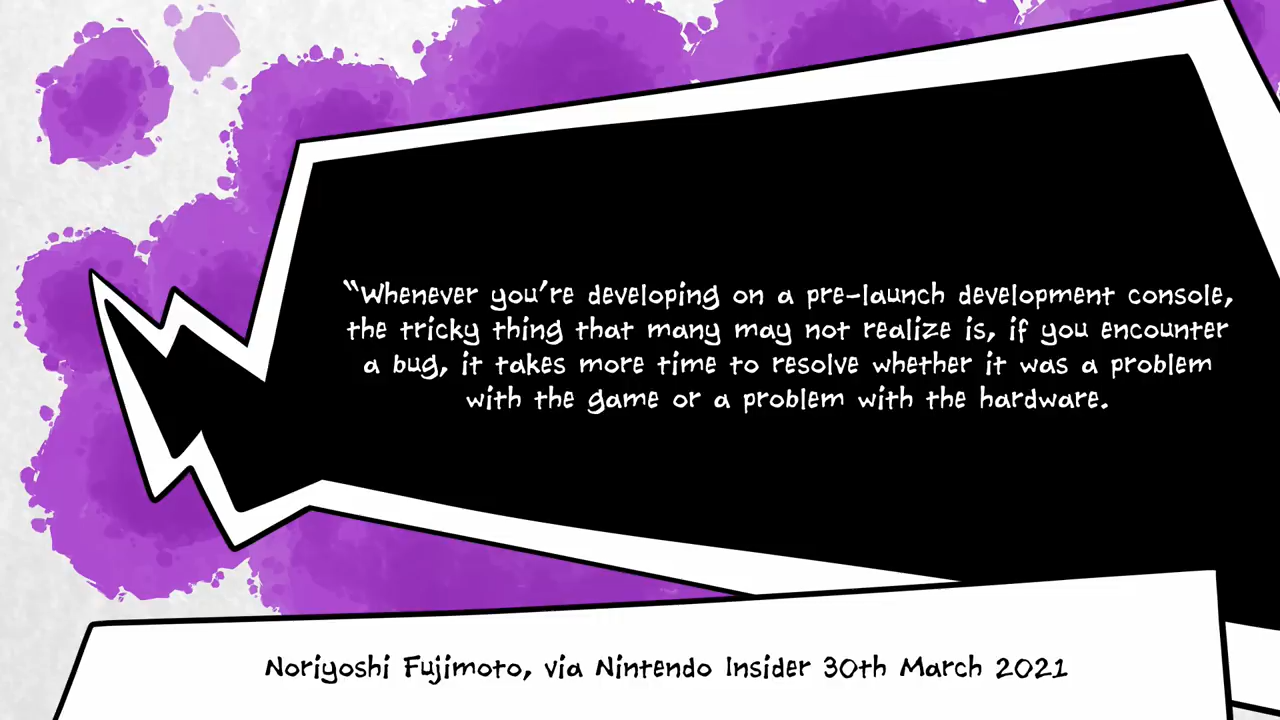 “Whenever you’re developing on a pre-launch development console,
the tricky thing that many may not realize is, if you encounter
a bug, it takes more time to resolve whether it was a problem
with the game or a problem with the hardware.
Noriyoshi Fujimoto, via Nintendo Insider 30th March 2021